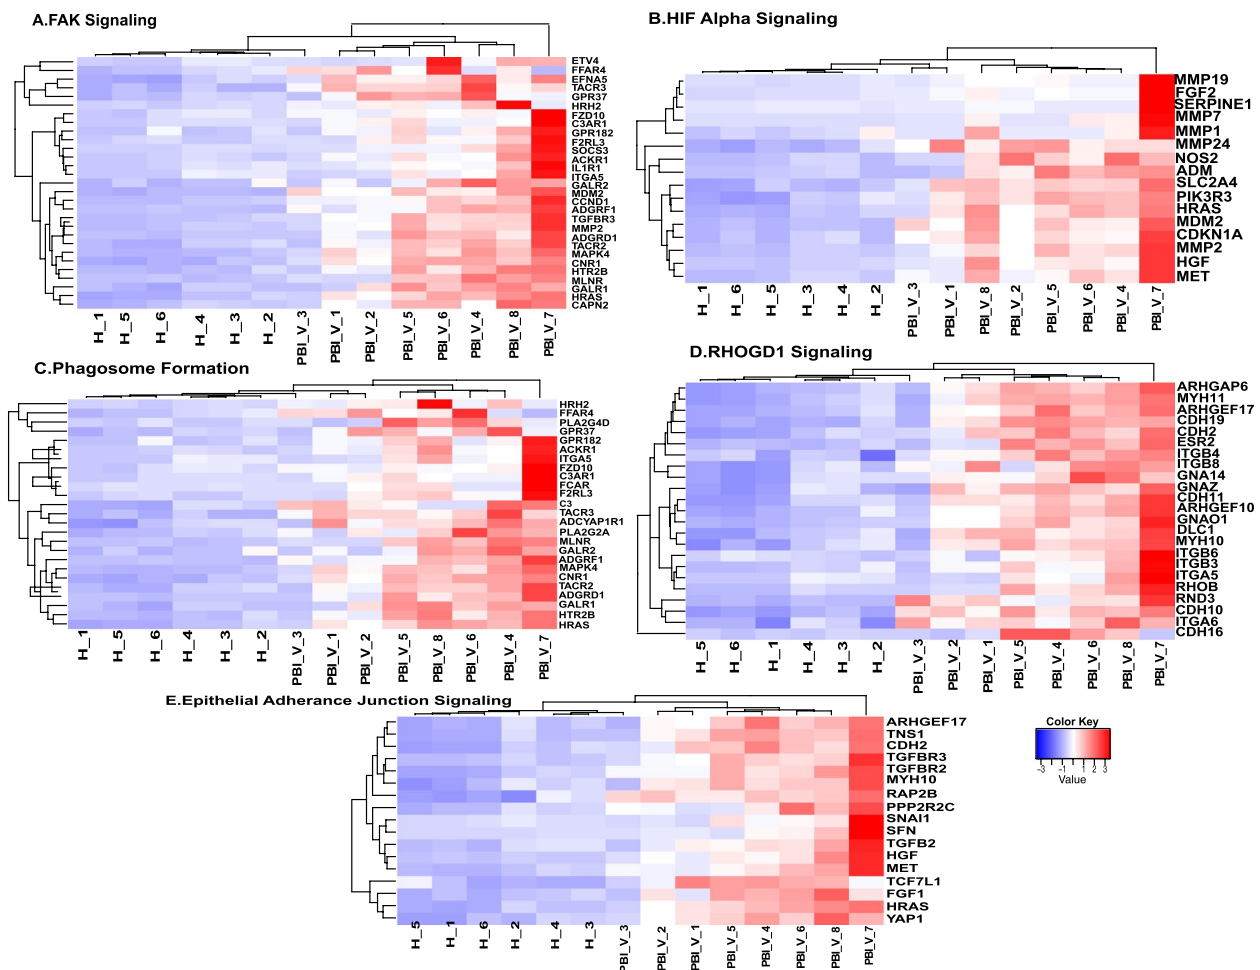 A.FAK Signaling
ETV4
FFAR4
EFNA5
TACR3
GPR37
HRH2
FZD10
C3AR1
GPR182
F2RL3
SOCS3
ACKR1
IL1R1
ITGA5
GALR2
MDM2
CCND1
ADGRF1
TGFBR3
MMP2
ADGRD1
TACR2
MAPK4
CNR1
HTR2B
MLNR
GALR1
HRAS
CAPN2
H_1 H_5 H_6 H_4 H_3 H_2 PBI_V_3 PBI_V_1 PBI_V_2 PBI_V_5 PBI_V_6 PBI_V_4 PBI_V_8 PBI_V_7
B.HIF Alpha Signaling
MMP19
FGF2
SERPINE1
MMP7
MMP1
MMP24
NOS2
ADM
SLC2A4
PIK3R3
HRAS
MDM2
CDKN1A
MMP2
HGF
MET
H_1 H_6 H_5 H_3 H_4 H_2 PBI_V_3 PBI_V_1 PBI_V_8 PBI_V_2 PBI_V_5 PBI_V_6 PBI_V_4 PBI_V_7
C.Phagosome Formation
HRH2
FFAR4
PLA2G4D
GPR37
GPR182
ACKR1
ITGA5
FZD10
C3AR1
FCAR
F2RL3
C3
TACR3
ADCYAP1R1
PLA2G2A
MLNR
GALR2
ADGRF1
MAPK4
CNR1
TACR2
ADGRD1
GALR1
HTR2B
HRAS
H_1 H_5 H_6 H_4 H_3 H_2 PBI_V_3 PBI_V_1 PBI_V_2 PBI_V_5 PBI_V_8 PBI_V_6 PBI_V_4 PBI_V_7
D.RHOGD1 Signaling
ARHGAP6
MYH11
ARHGEF17
CDH19
CDH2
ESR2
ITGB4
ITGB8
GNA14
GNAZ
CDH11
ARHGEF10
GNAO1
DLC1
MYH10
ITGB6
ITGB3
ITGA5
RHOB
RND3
CDH10
ITGA6
CDH16
H_5 H_6 H_1 H_4 H_3 H_2 PBI_V_3 PBI_V_2 PBI_V_1 PBI_V_5 PBI_V_4 PBI_V_6 PBI_V_8 PBI_V_7
E.Epithelial Adherance Junction Signaling
ARHGEF17
TNS1
CDH2
TGFBR3
TGFBR2
MYH10
RAP2B
PPP2R2C
SNAI1
SFN
TGFB2
HGF
MET
TCF7L1
FGF1
HRAS
YAP1
H_5 H_1 H_6 H_2 H_4 H_3 PBI_V_3 PBI_V_2 PBI_V_1 PBI_V_5 PBI_V_4 PBI_V_6 PBI_V_8 PBI_V_7
Color Key
-3 -1 1 2 3
Value